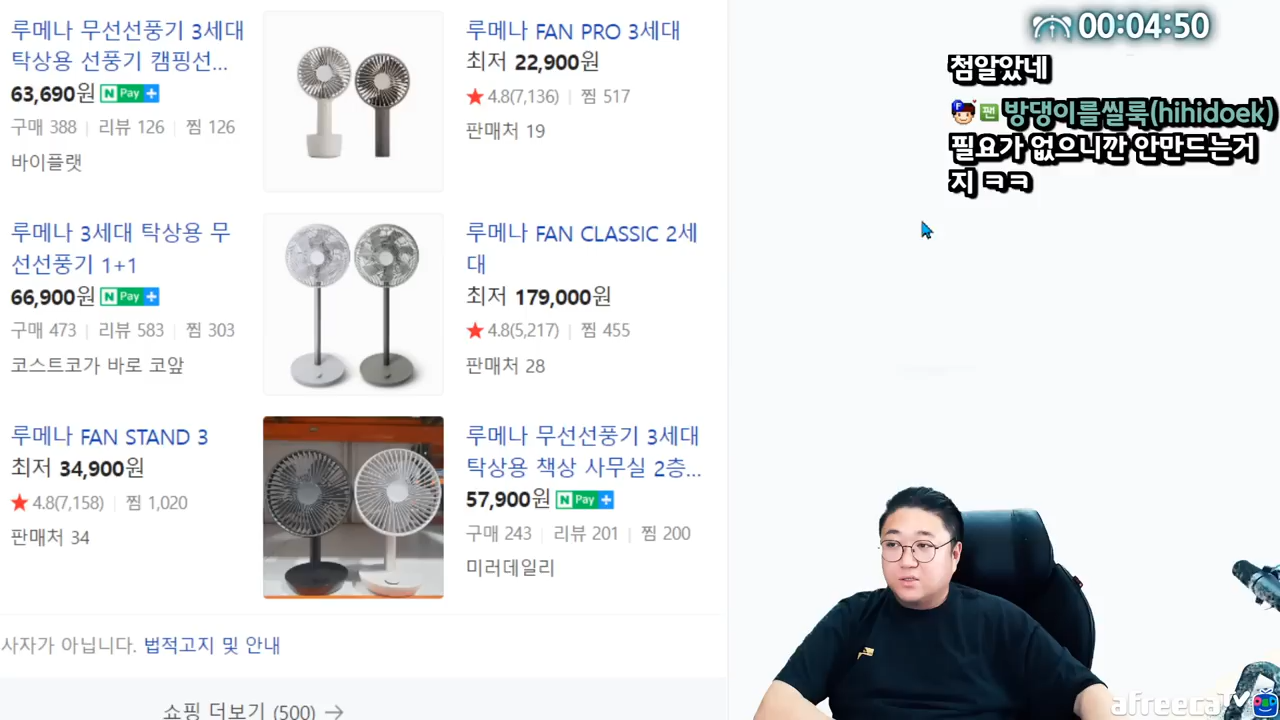 루메나 무선선풍기 3세대
탁상용 선풍기 캠핑선...
63,690원 N Pay +
구매 388 | 리뷰 126 | 찜 126
바이플랫
루메나 FAN PRO 3세대
최저 22,900원
★ 4.8(7,136) | 찜 517
판매처 19
루메나 3세대 탁상용 무
선선풍기 1+1
66,900원 N Pay +
구매 473 | 리뷰 583 | 찜 303
코스트코가 바로 코앞
루메나 FAN CLASSIC 2세
대
최저 179,000원
★ 4.8(5,217) | 찜 455
판매처 28
루메나 FAN STAND 3
최저 34,900원
★ 4.8(7,158) | 찜 1,020
판매처 34
루메나 무선선풍기 3세대
탁상용 책상 사무실 2층...
57,900원 N Pay +
구매 243 | 리뷰 201 | 찜 200
미러데일리
사자가 아닙니다. 법적고지 및 안내
쇼핑 더보기 (500) →
00:04:50
첨알았네
팬 방댕이를씰룩(hihidoek)
필요가 없으니깐 안만드는거
지 ㅋㅋ
afreecaTV